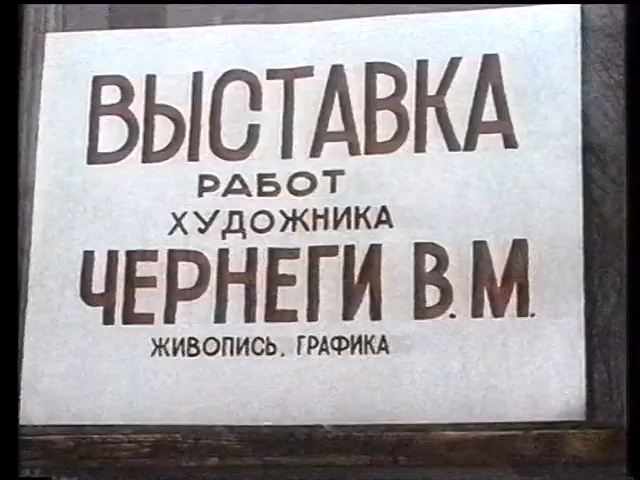 ВЫСТАВКА
РАБОТ
ХУДОЖНИКА
ЧЕРНЕГИ В.М.
ЖИВОПИСЬ. ГРАФИКА